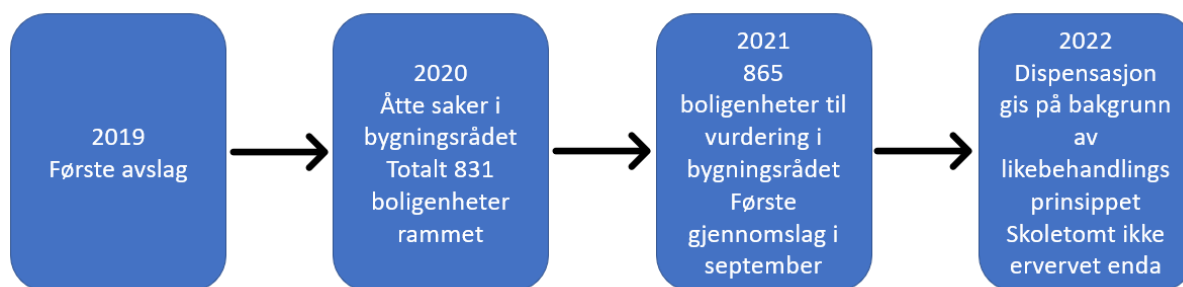 2019
Første avslag
2020
Åtte saker i
bygningsrådet
Totalt 831
boligenheter
rammet
2021
865
boligenheter til
vurdering i
bygningsrådet
Første
gjennomslag i
september
2022
Dispensasjon
gis på bakgrunn
av
likebehandlings
prinsippet
Skoletomt ikke
ervervet enda